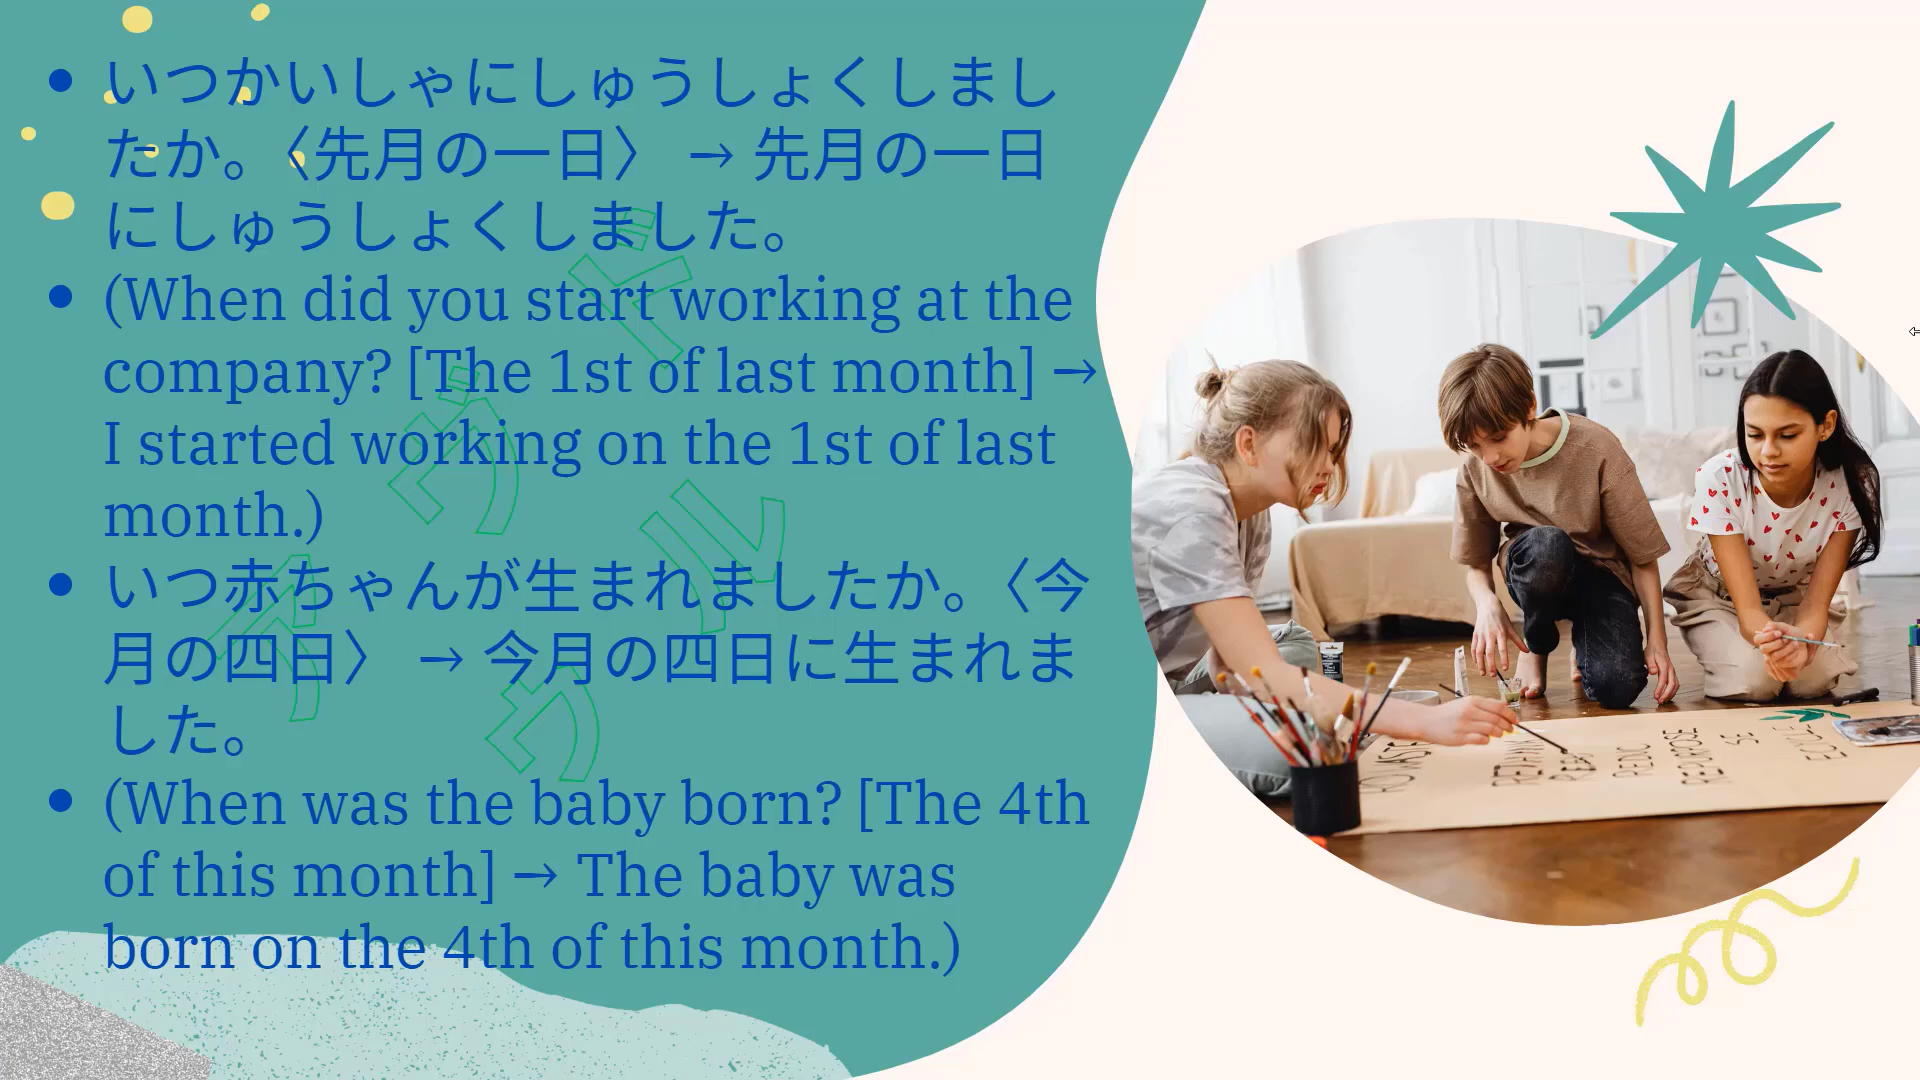 • いつかいしゃにしゅうしょくしまし
たか。〈先月の一日〉 → 先月の一日
にしゅうしょくしました。
• (When did you start working at the
company? [The 1st of last month] →
I started working on the 1st of last
month.)
• いつ赤ちゃんが生まれましたか。〈今
月の四日〉 → 今月の四日に生まれま
した。
• (When was the baby born? [The 4th
of this month] → The baby was
born on the 4th of this month.)